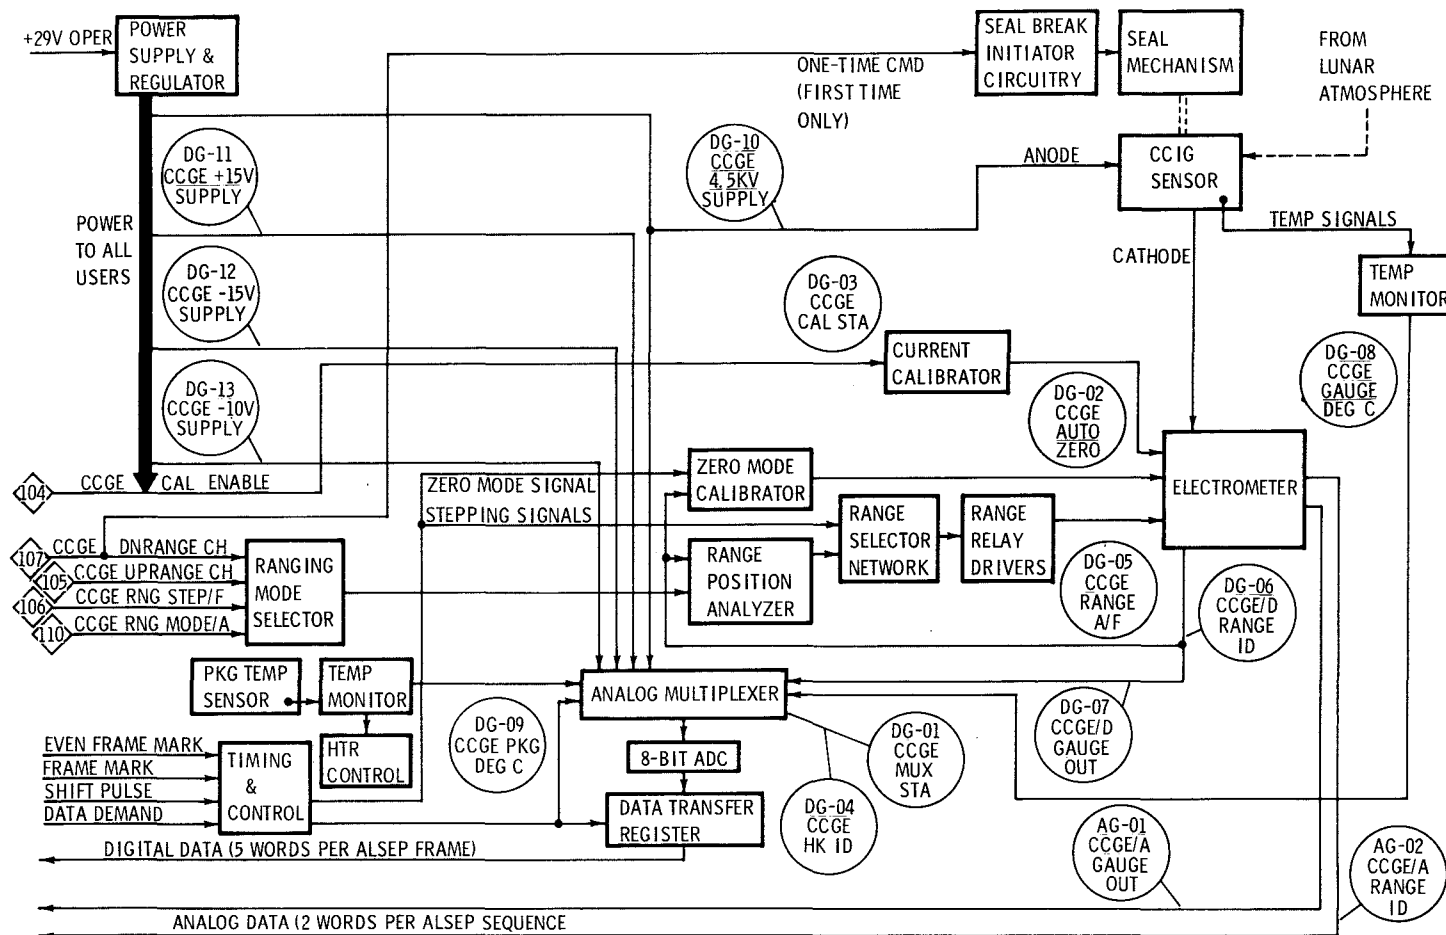 +29V OPER
POWER
SUPPLY &
REGULATOR
SEAL BREAK
INITIATOR
CIRCUITRY
SEAL
MECHANISM
FROM
LUNAR
ATMOSPHERE
ONE-TIME CMD
(FIRST TIME
ONLY)
DG-11
CCGE +15V
SUPPLY
DG-10
CCGE
4.5KV
SUPPLY
ANODE
CCIG
SENSOR
POWER
TO ALL
USERS
TEMP SIGNALS
CATHODE
TEMP
MONITOR
DG-12
CCGE -15V
SUPPLY
DG-03
CCGE
CAL STA
CURRENT
CALIBRATOR
DG-08
CCGE
GAUGE
DEG C
DG-13
CCGE -10V
SUPPLY
DG-02
CCGE
AUTO
ZERO
104
CCGE CAL ENABLE
ZERO MODE SIGNAL
STEPPING SIGNALS
ZERO MODE
CALIBRATOR
ELECTROMETER
107
CCGE DNRANGE CH
105
CCGE UPRANGE CH
106
CCGE RNG STEP/F
110
CCGE RNG MODE/A
RANGING
MODE
SELECTOR
RANGE
POSITION
ANALYZER
RANGE
SELECTOR
NETWORK
RANGE
RELAY
DRIVERS
DG-05
CCGE
RANGE
A/F
DG-06
CCGE/D
RANGE
ID
PKG TEMP
SENSOR
TEMP
MONITOR
HTR
CONTROL
DG-09
CCGE PKG
DEG C
ANALOG MULTIPLEXER
8-BIT ADC
DATA TRANSFER
REGISTER
DG-01
CCGE
MUX
STA
DG-07
CCGE/D
GAUGE
OUT
DG-04
CCGE
HK ID
EVEN FRAME MARK
FRAME MARK
SHIFT PULSE
DATA DEMAND
TIMING
&
CONTROL
DIGITAL DATA (5 WORDS PER ALSEP FRAME)
AG-01
CCGE/A
GAUGE
OUT
AG-02
CCGE/A
RANGE
ID
ANALOG DATA (2 WORDS PER ALSEP SEQUENCE